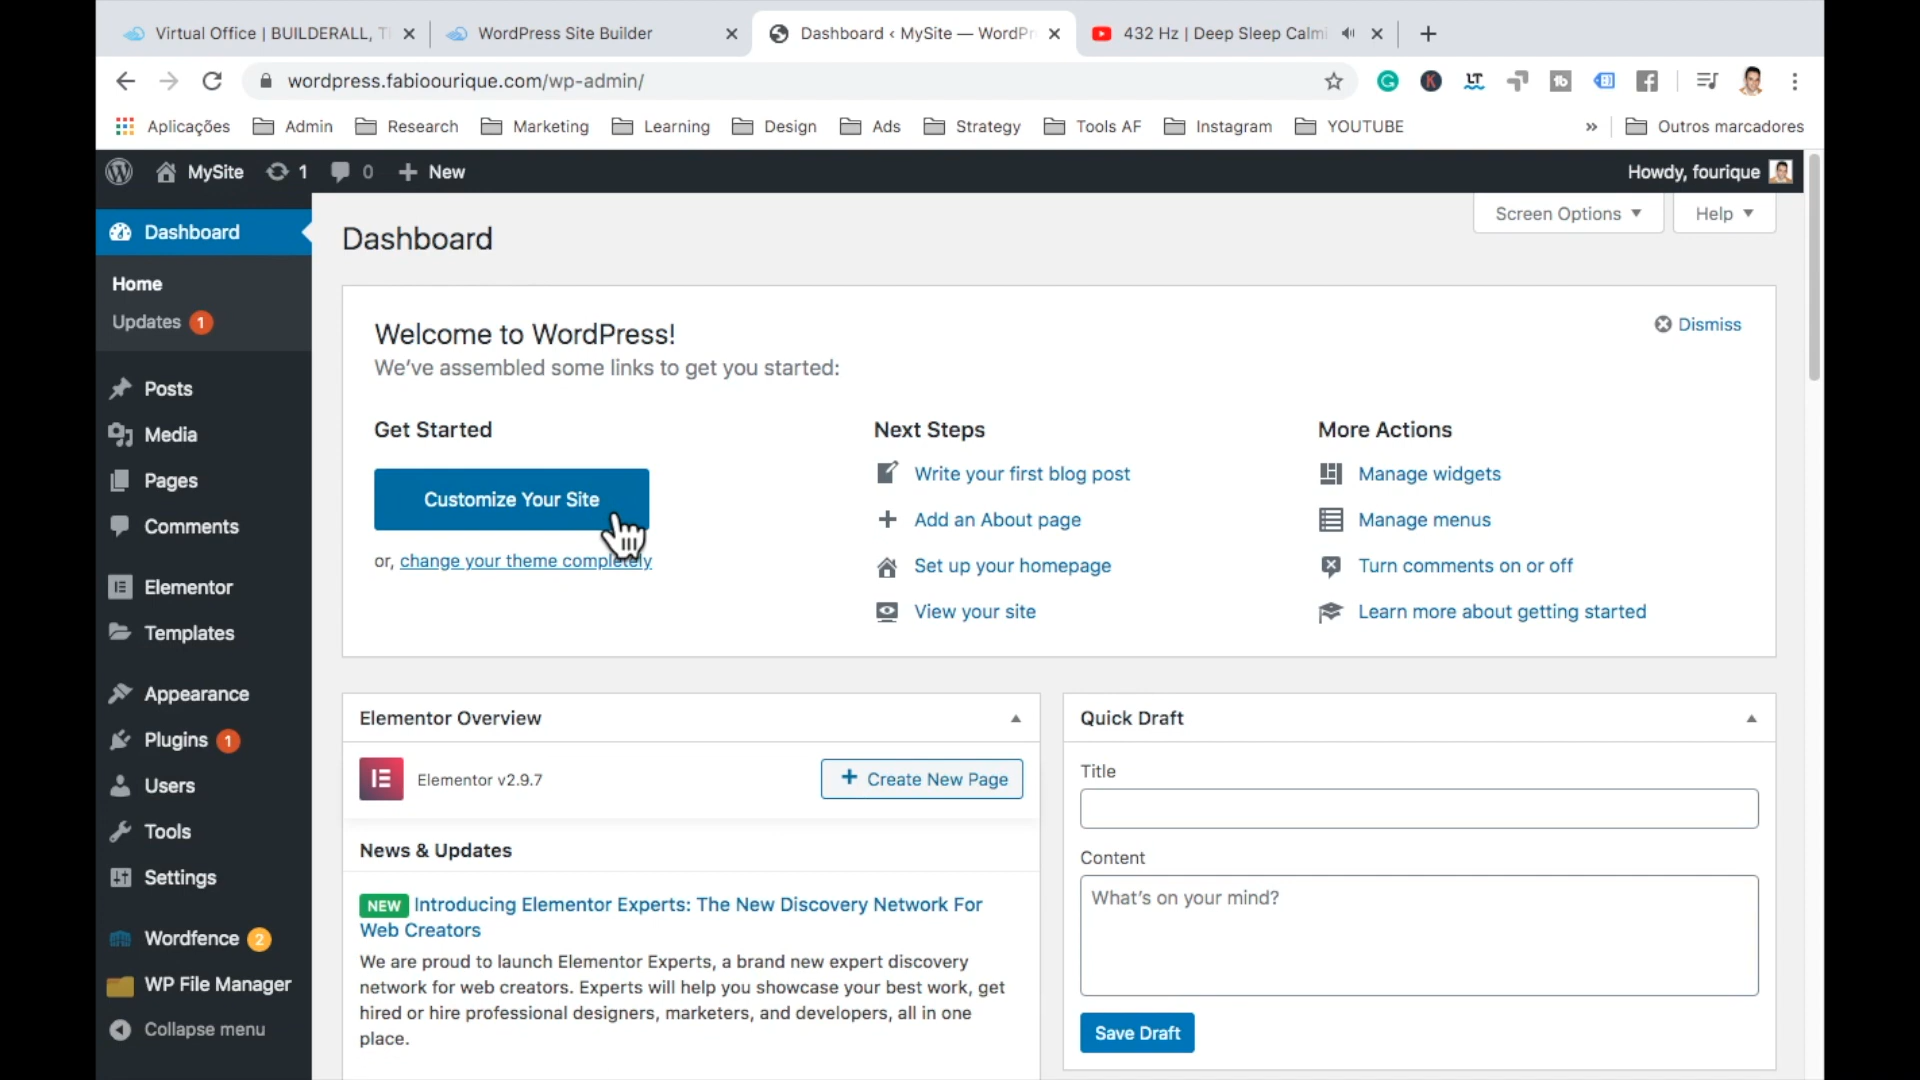 Virtual Office | BUILDERALL, T
WordPress Site Builder
Dashboard ‹ MySite — WordPr
432 Hz | Deep Sleep Calmi
wordpress.fabioourique.com/wp-admin/
Aplicações
Admin
Research
Marketing
Learning
Design
Ads
Strategy
Tools AF
Instagram
YOUTUBE
»
Outros marcadores
MySite
1
0
New
Howdy, fourique
Screen Options
Help
Dashboard
Home
Updates 1
Posts
Media
Pages
Comments
Elementor
Templates
Appearance
Plugins 1
Users
Tools
Settings
Wordfence 2
WP File Manager
Collapse menu
Dashboard
Welcome to WordPress!
We've assembled some links to get you started:
Dismiss
Get Started
Customize Your Site
or, change your theme completely
Next Steps
Write your first blog post
Add an About page
Set up your homepage
View your site
More Actions
Manage widgets
Manage menus
Turn comments on or off
Learn more about getting started
Elementor Overview
Elementor v2.9.7
+ Create New Page
News & Updates
NEW Introducing Elementor Experts: The New Discovery Network For
Web Creators
We are proud to launch Elementor Experts, a brand new expert discovery
network for web creators. Experts will help you showcase your best work, get
hired or hire professional designers, marketers, and developers, all in one
place.
Quick Draft
Title
Content
What's on your mind?
Save Draft